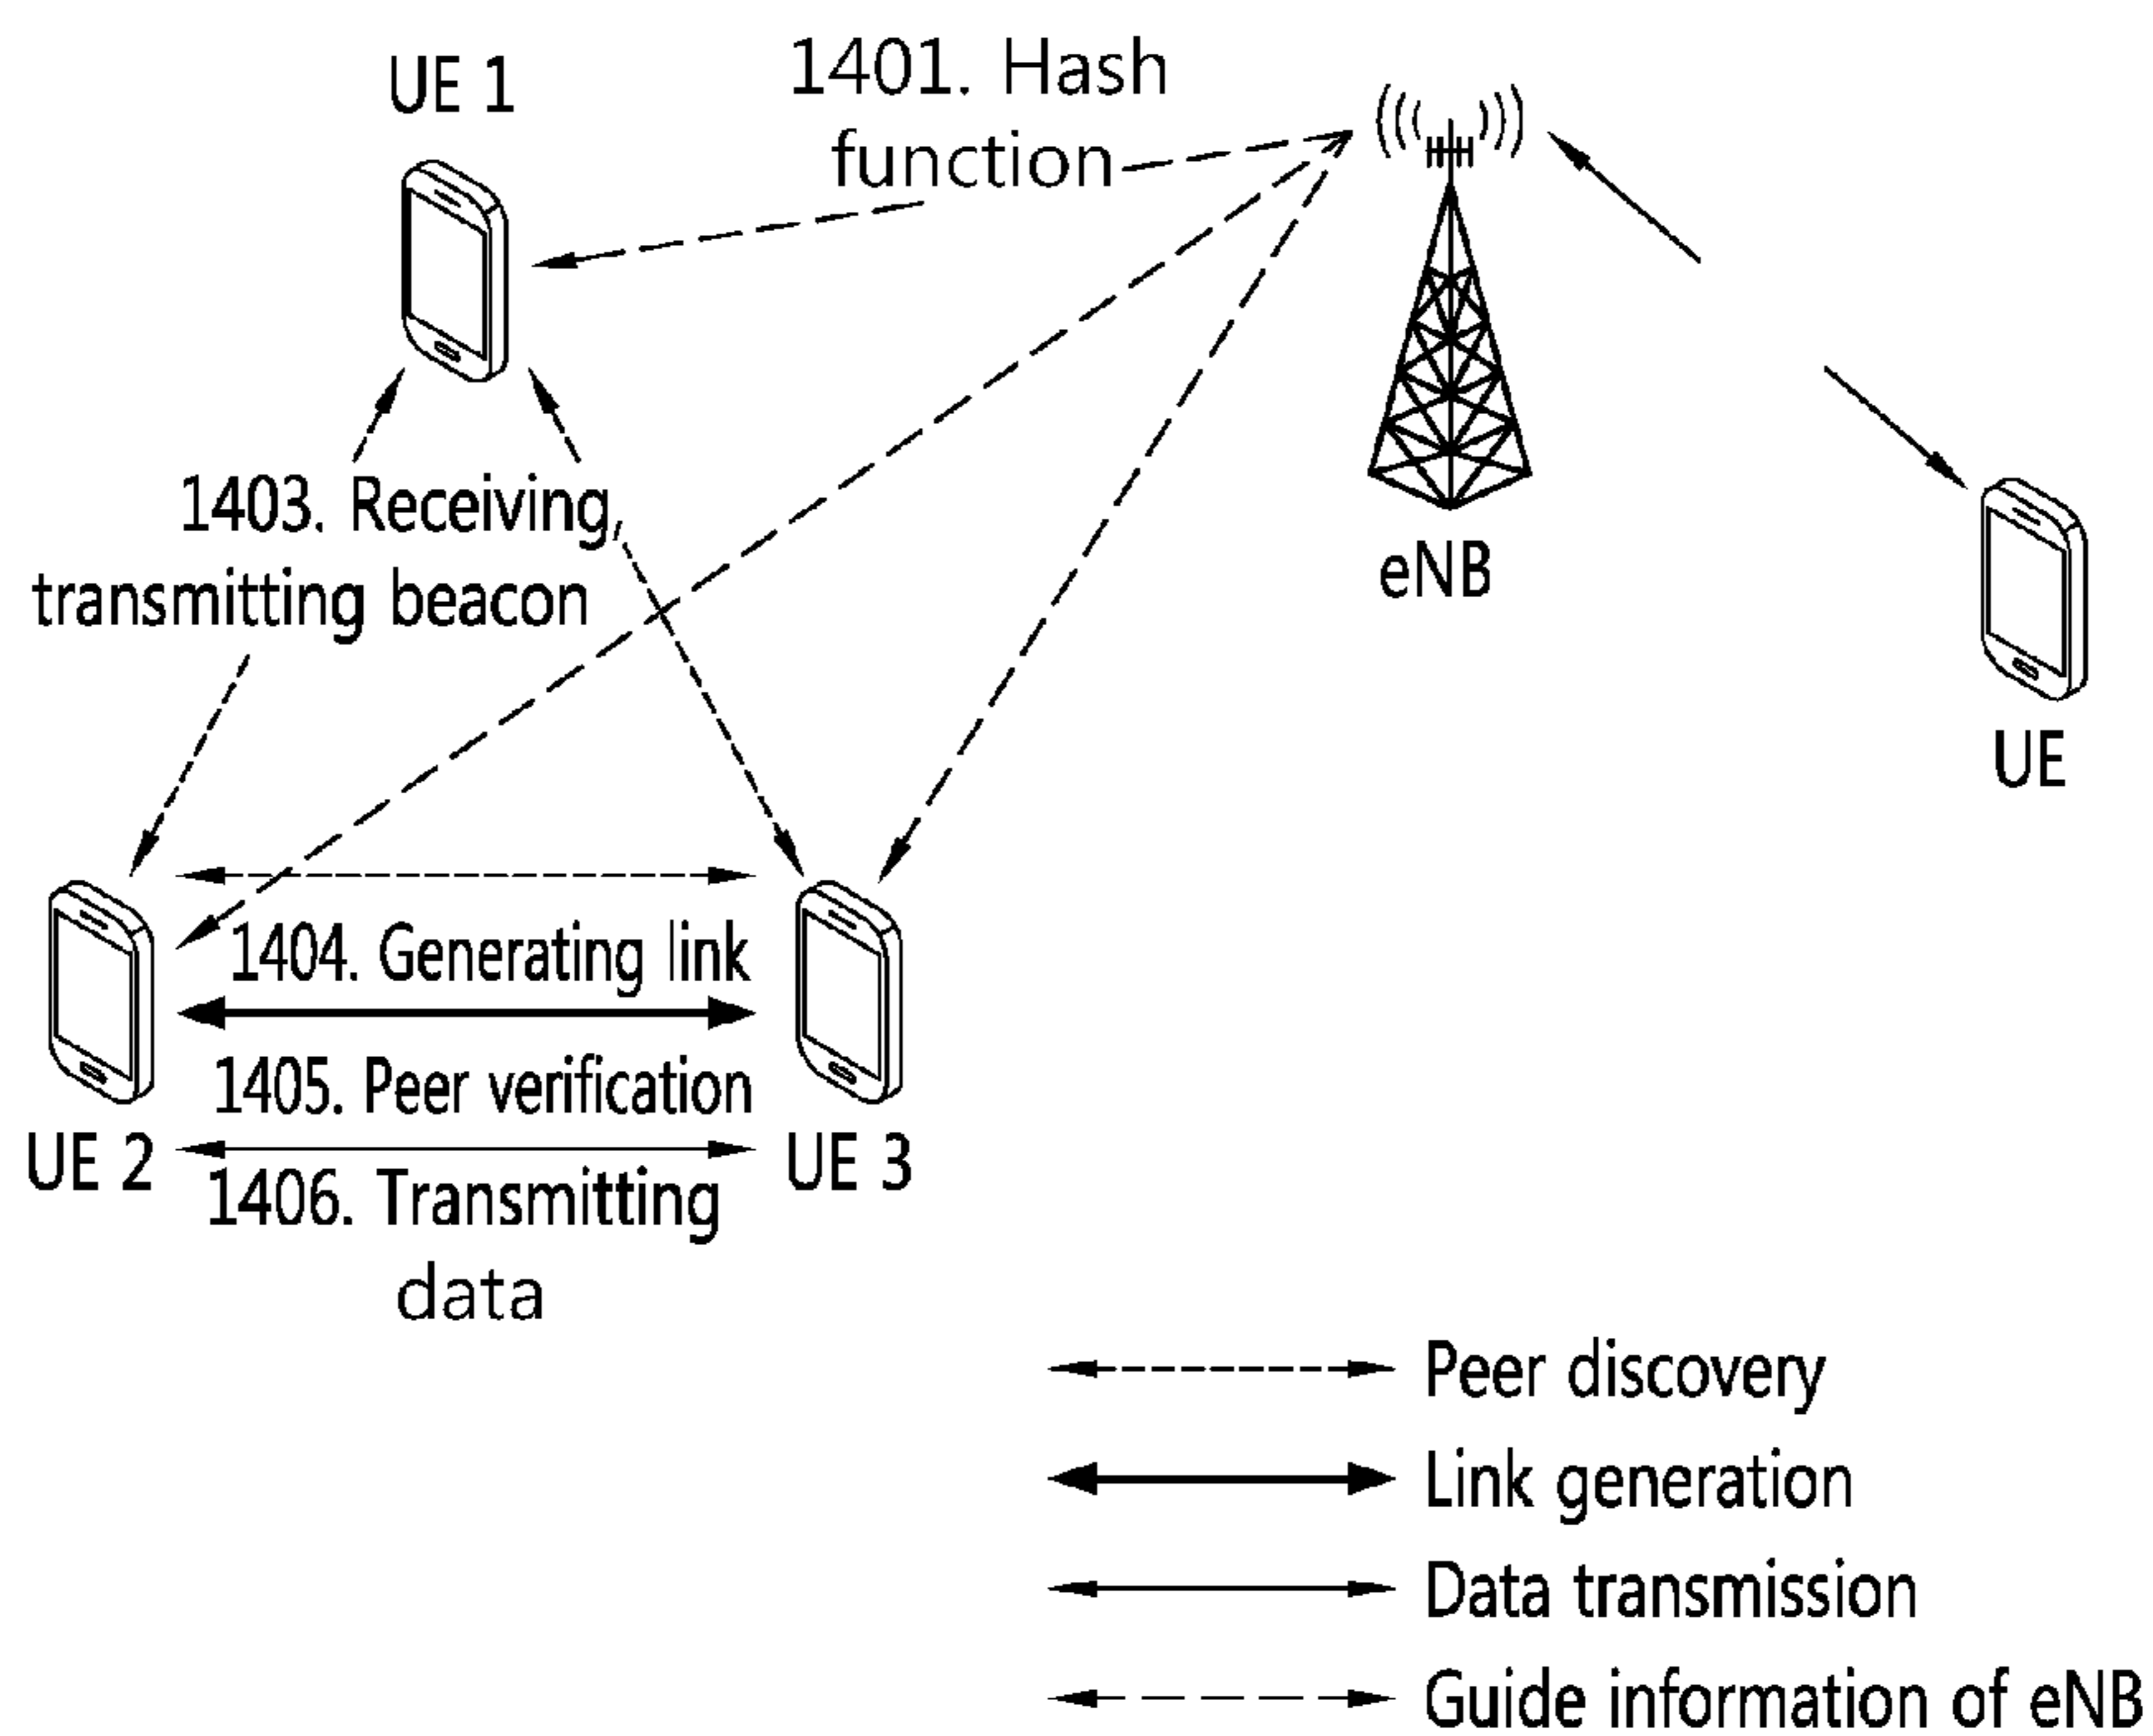 UE 1
1401. Hash
function
1403. Receiving,
transmitting beacon
eNB
UE
1404. Generating link
1405. Peer verification
UE 2
UE 3
1406. Transmitting
data
Peer discovery
Link generation
Data transmission
Guide information of eNB